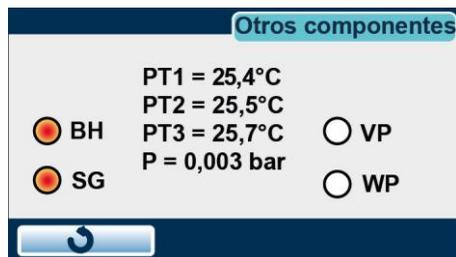 Otros componentes
PT1 = 25,4°C
PT2 = 25,5°C
BH PT3 = 25,7°C VP
P = 0,003 bar
SG WP